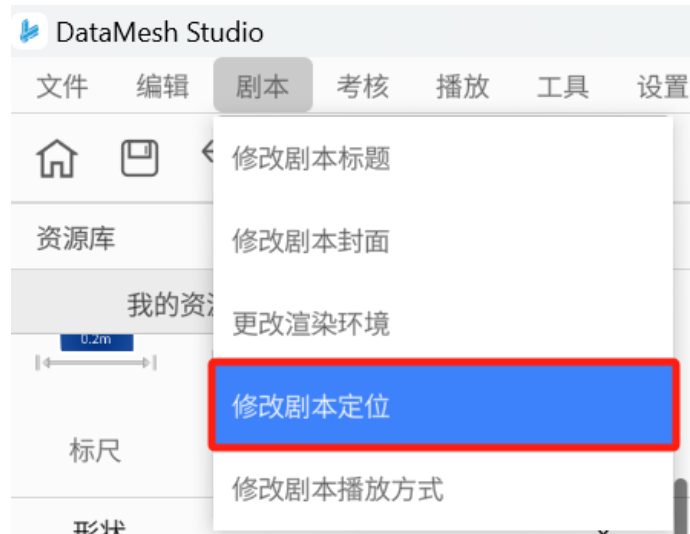 DataMesh Studio
文件 编辑 剧本 考核 播放 工具 设置
修改剧本标题
资源库
修改剧本封面
我的资
更改渲染环境
0.2m
修改剧本定位
标尺
修改剧本播放方式
形状